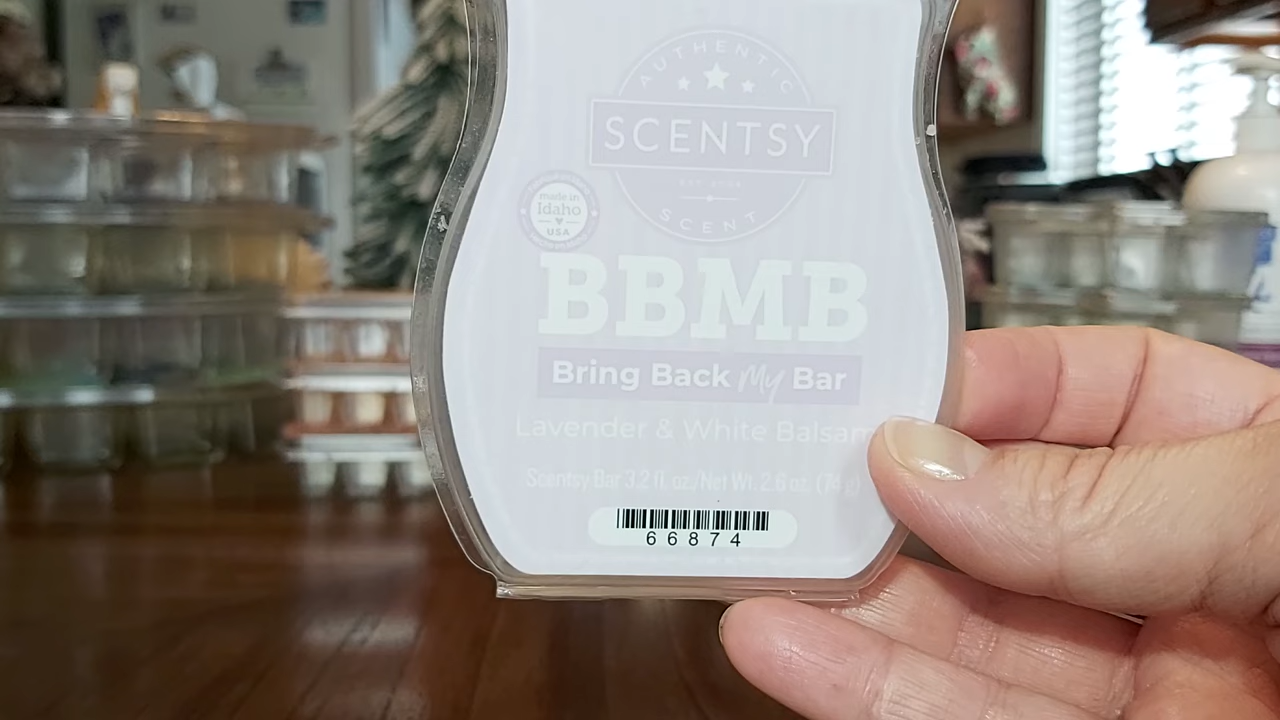 AUTHENTIC
SCENTSY
EST 2004
SCENT
made in
Idaho
USA
BBMB
Bring Back My Bar
Lavender & White Balsam
Scentsy Bar 3.2 fl. oz./Net Wt. 2.6 oz. (74 g)
66874